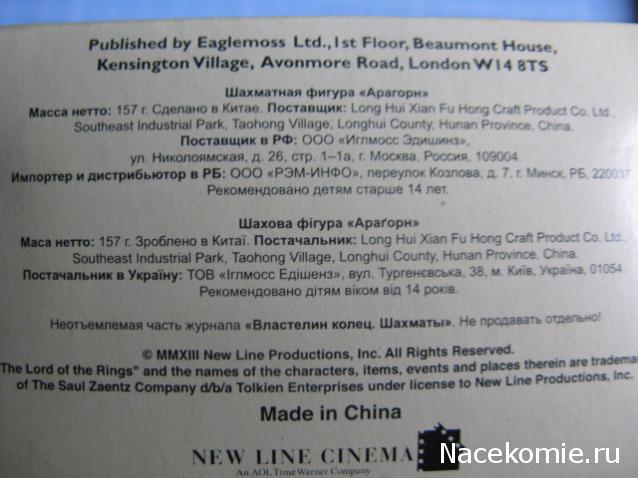 Published by Eaglemoss Ltd.,1st Floor, Beaumont House,
Kensington Village, Avonmore Road, London W14 8TS
Шахматная фигура «Арагорн»
Масса нетто: 157 г. Сделано в Китае. Поставщик: Long Hui Xian Fu Hong Craft Product Co. Ltd.,
Southeast Industrial Park, Taohong Village, Longhui County, Hunan Province, China.
Поставщик в РФ: ООО «Иглмосс Эдишинз»,
ул. Николоямская, д. 26, стр. 1–1а, г. Москва, Россия, 109004.
Импортер и дистрибьютор в РБ: ООО «РЭМ-ИНФО», переулок Козлова, д. 7, г. Минск, РБ, 220037.
Рекомендовано детям старше 14 лет.
Шахова фігура «Араґорн»
Маса нетто: 157 г. Зроблено в Китаї. Постачальник: Long Hui Xian Fu Hong Craft Product Co. Ltd.,
Southeast Industrial Park, Taohong Village, Longhui County, Hunan Province, China.
Постачальник в Україну: ТОВ «Іглмосс Едішенз», вул. Тургенєвська, 38, м. Київ, Україна, 01054.
Рекомендовано дітям віком від 14 років.
Неотъемлемая часть журнала «Властелин колец. Шахматы». Не продавать отдельно!
© MMXIII New Line Productions, Inc. All Rights Reserved.
"The Lord of the Rings" and the names of the characters, items, events and places therein are tradema
of The Saul Zaentz Company d/b/a Tolkien Enterprises under license to New Line Productions, Inc.
Made in China
NEW LINE CINEMA
An AOL Time Warner Company
Nacekomie.ru